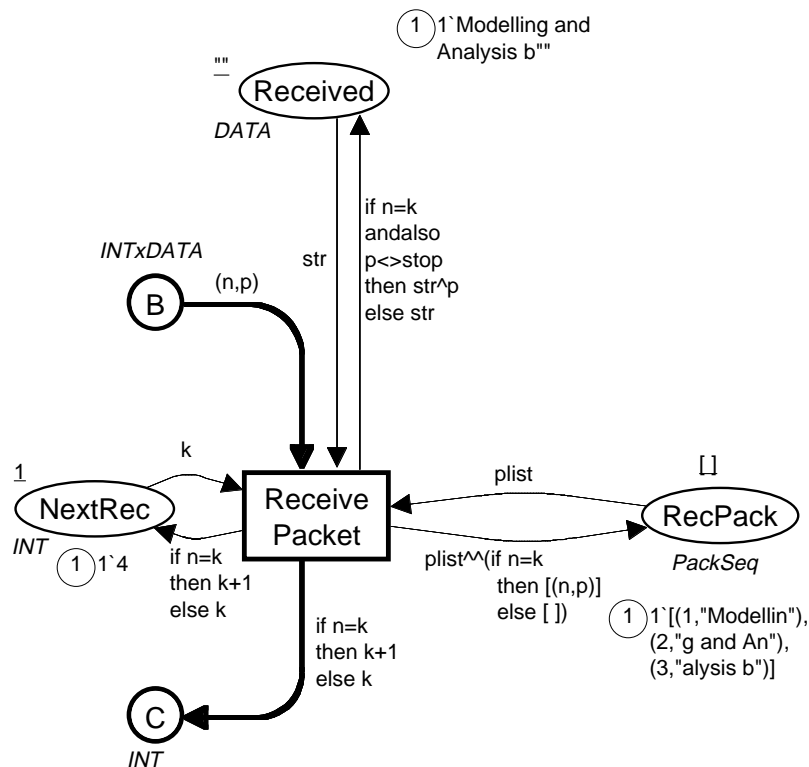 1 1`Modelling and
Analysis b""
""
Received
DATA
if n=k
andalso
p<>stop
then str^p
else str
str
INTxDATA
B
(n,p)
k
1
NextRec
INT
1 1`4
if n=k
then k+1
else k
Receive
Packet
plist
[ ]
RecPack
PackSeq
plist^^(if n=k
then [(n,p)]
else [ ])
1 1`[(1,"Modellin"),
(2,"g and An"),
(3,"alysis b")]
if n=k
then k+1
else k
C
INT